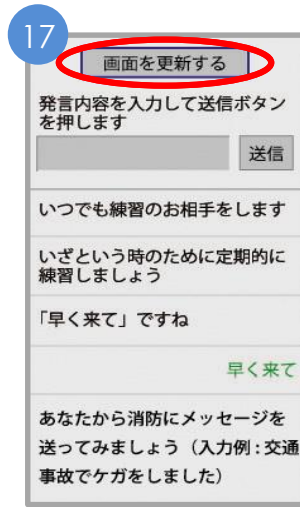 17
画面を更新する
発言内容を入力して送信ボタン
を押します
送信
いつでも練習のお相手をします
いざという時のために定期的に
練習しましょう
「早く来て」ですね
早く来て
あなたから消防にメッセージを
送ってみましょう（入力例：交通
事故でケガをしました）